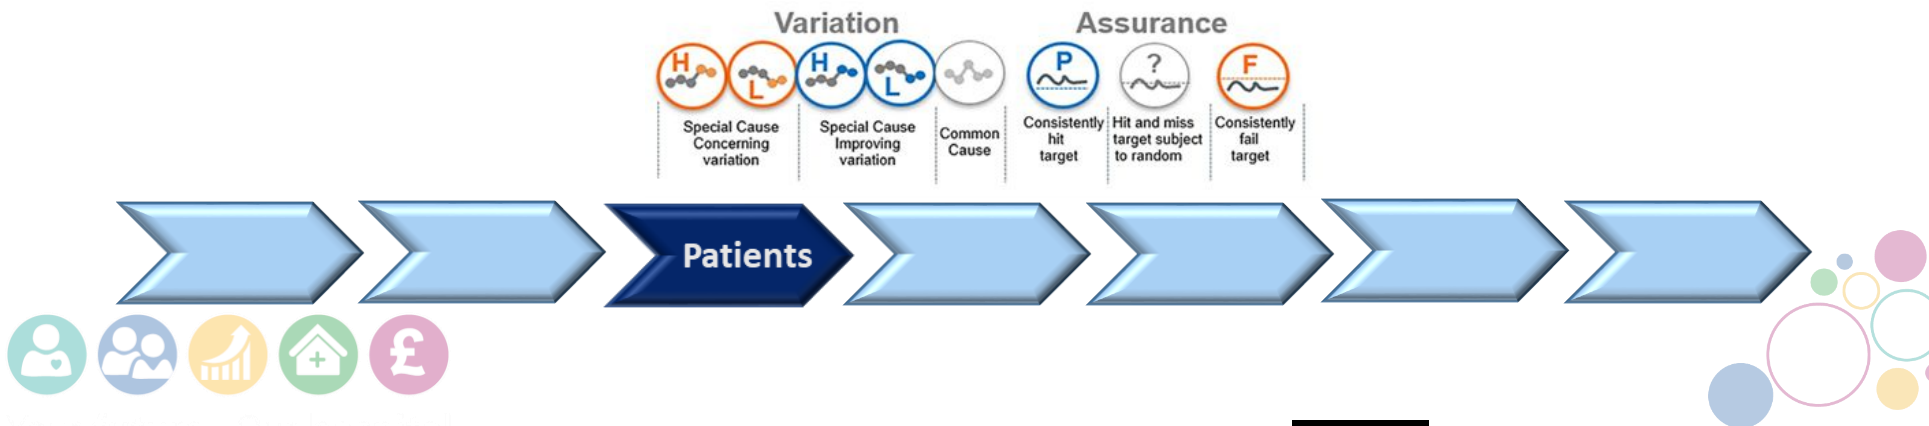 Variation
Assurance
H
L
H
L
P
?
F
Special Cause
Concerning
variation
Special Cause
Improving
variation
Common
Cause
Consistently
hit
target
Hit and miss
target subject
to random
Consistently
fail
target
Patients
£